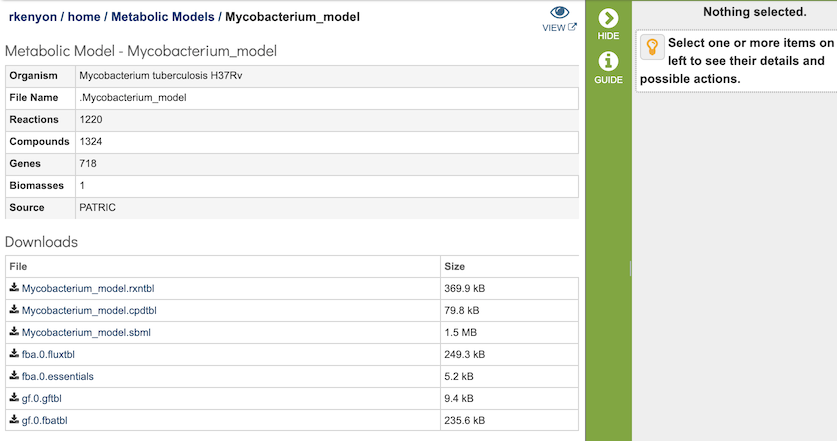 rkenyon / home / Metabolic Models / Mycobacterium_model
VIEW
Metabolic Model - Mycobacterium_model
Organism Mycobacterium tuberculosis H37Rv
File Name .Mycobacterium_model
Reactions 1220
Compounds 1324
Genes 718
Biomasses 1
Source PATRIC
Downloads
File Size
Mycobacterium_model.rxntbl 369.9 kB
Mycobacterium_model.cpdtbl 79.8 kB
Mycobacterium_model.sbml 1.5 MB
fba.0.fluxtbl 249.3 kB
fba.0.essentials 5.2 kB
gf.0.gftbl 9.4 kB
gf.0.fbatbl 235.6 kB
HIDE
GUIDE
Nothing selected.
Select one or more items on
left to see their details and
possible actions.